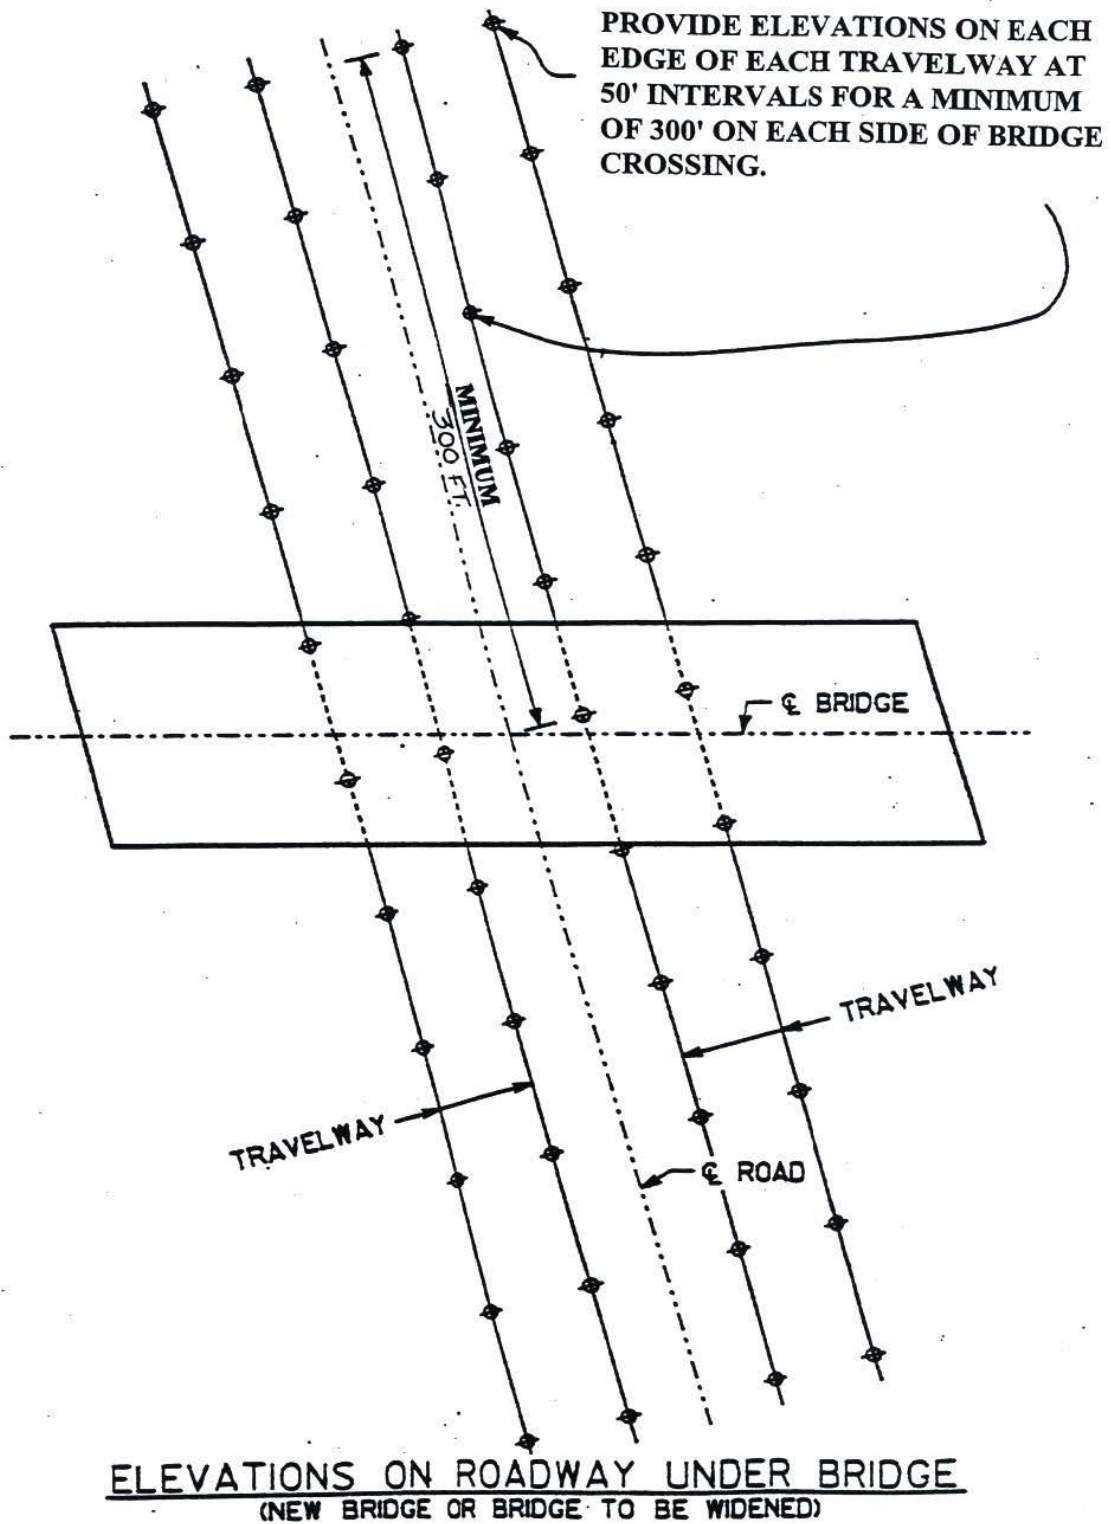 PROVIDE ELEVATIONS ON EACH
EDGE OF EACH TRAVELWAY AT
50' INTERVALS FOR A MINIMUM
OF 300' ON EACH SIDE OF BRIDGE
CROSSING.
MINIMUM
300 FT.
℄ BRIDGE
TRAVELWAY
TRAVELWAY
℄ ROAD
ELEVATIONS ON ROADWAY UNDER BRIDGE
(NEW BRIDGE OR BRIDGE TO BE WIDENED)